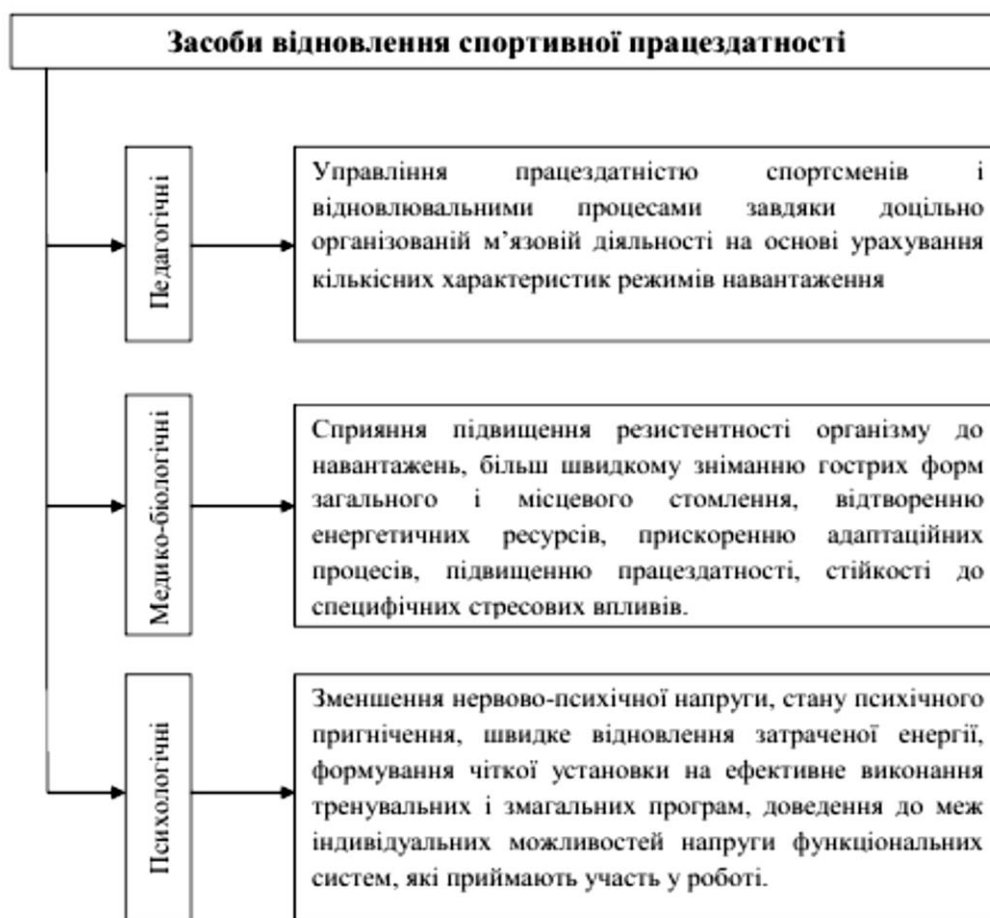 Засоби відновлення спортивної працездатності
Педагогічні
Управління працездатністю спортсменів і
відновлювальними процесами завдяки доцільно
організованій м’язовій діяльності на основі урахування
кількісних характеристик режимів навантаження
Медико-біологічні
Сприяння підвищення резистентності організму до
навантажень, більш швидкому зніманню гострих форм
загального і місцевого стомлення, відтворенню
енергетичних ресурсів, прискоренню адаптаційних
процесів, підвищенню працездатності, стійкості до
специфічних стресових впливів.
Психологічні
Зменшення нервово-психічної напруги, стану психічного
пригнічення, швидке відновлення затраченої енергії,
формування чіткої установки на ефективне виконання
тренувальних і змагальних програм, доведення до меж
індивідуальних можливостей напруги функціональних
систем, які приймають участь у роботі.